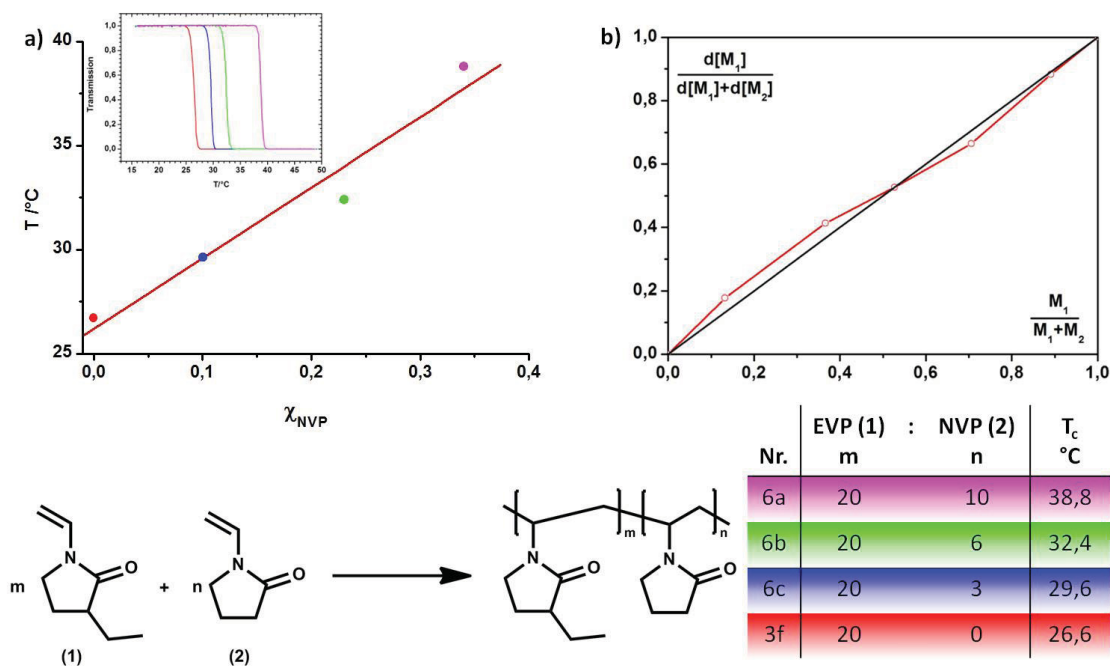 a)
40
35
30
25
T /°C
0,0 0,1 0,2 0,3 0,4
χNVP
1,0
0,8
0,6
0,4
0,2
0,0
Transmission
15 20 25 30 35 40 45 50
T/°C
b)
1,0
0,8
0,6
0,4
0,2
0,0
d[M1]
d[M1]+d[M2]
M1
M1+M2
0,0 0,2 0,4 0,6 0,8 1,0
m
N
O
(1)
+
n
N
O
(2)
m
n
N
O
N
O
EVP (1) : NVP (2) Tc
Nr. m n °C
6a 20 10 38,8
6b 20 6 32,4
6c 20 3 29,6
3f 20 0 26,6